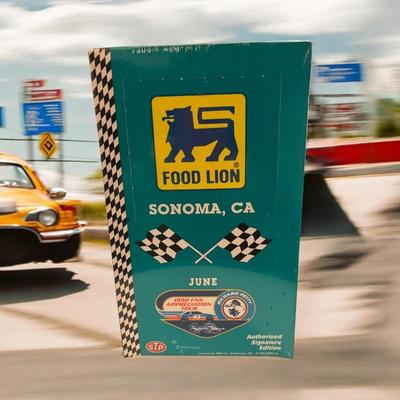 FOOD LION®
SONOMA, CA
JUNE
1992 FAN
APPRECIATION
TOUR
RICHARD PETTY
Authorized
Signature
Edition
STP